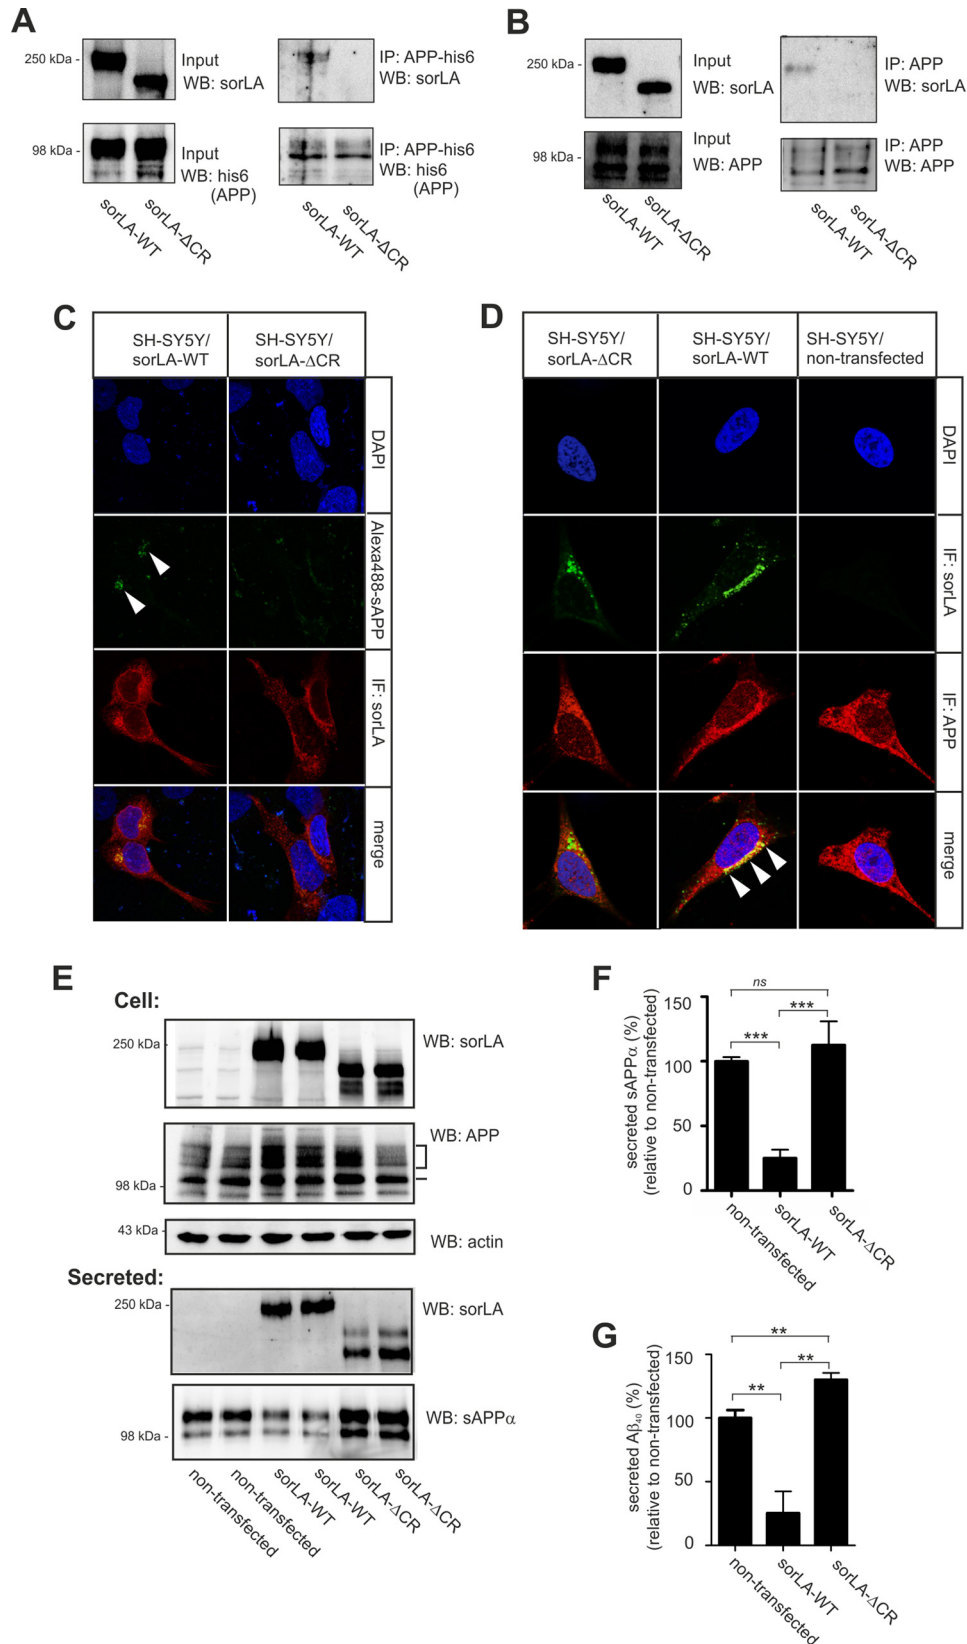 A
250 kDa -
Input
WB: sorLA
IP: APP-his6
WB: sorLA
98 kDa -
Input
WB: his6
(APP)
IP: APP-his6
WB: his6
(APP)
sorLA-WT
sorLA-ΔCR
sorLA-WT
sorLA-ΔCR
B
250 kDa -
Input
WB: sorLA
IP: APP
WB: sorLA
98 kDa -
Input
WB: APP
IP: APP
WB: APP
sorLA-WT
sorLA-ΔCR
sorLA-WT
sorLA-ΔCR
C
SH-SY5Y/
sorLA-WT
SH-SY5Y/
sorLA-ΔCR
DAPI
Alexa488-sAPP
IF: sorLA
merge
D
SH-SY5Y/
sorLA-ΔCR
SH-SY5Y/
sorLA-WT
SH-SY5Y/
non-transfected
DAPI
IF: sorLA
IF: APP
merge
E
Cell:
250 kDa -
WB: sorLA
WB: APP
98 kDa -
43 kDa -
WB: actin
Secreted:
250 kDa -
WB: sorLA
WB: sAPPα
98 kDa -
non-transfected
non-transfected
sorLA-WT
sorLA-WT
sorLA-ΔCR
sorLA-ΔCR
F
secreted sAPPα (%)
(relative to non-transfected)
150
100
50
0
ns
***
***
non-transfected
sorLA-WT
sorLA-ΔCR
G
secreted Aβ₄₀ (%)
(relative to non-transfected)
150
100
50
0
**
**
**
non-transfected
sorLA-WT
sorLA-ΔCR